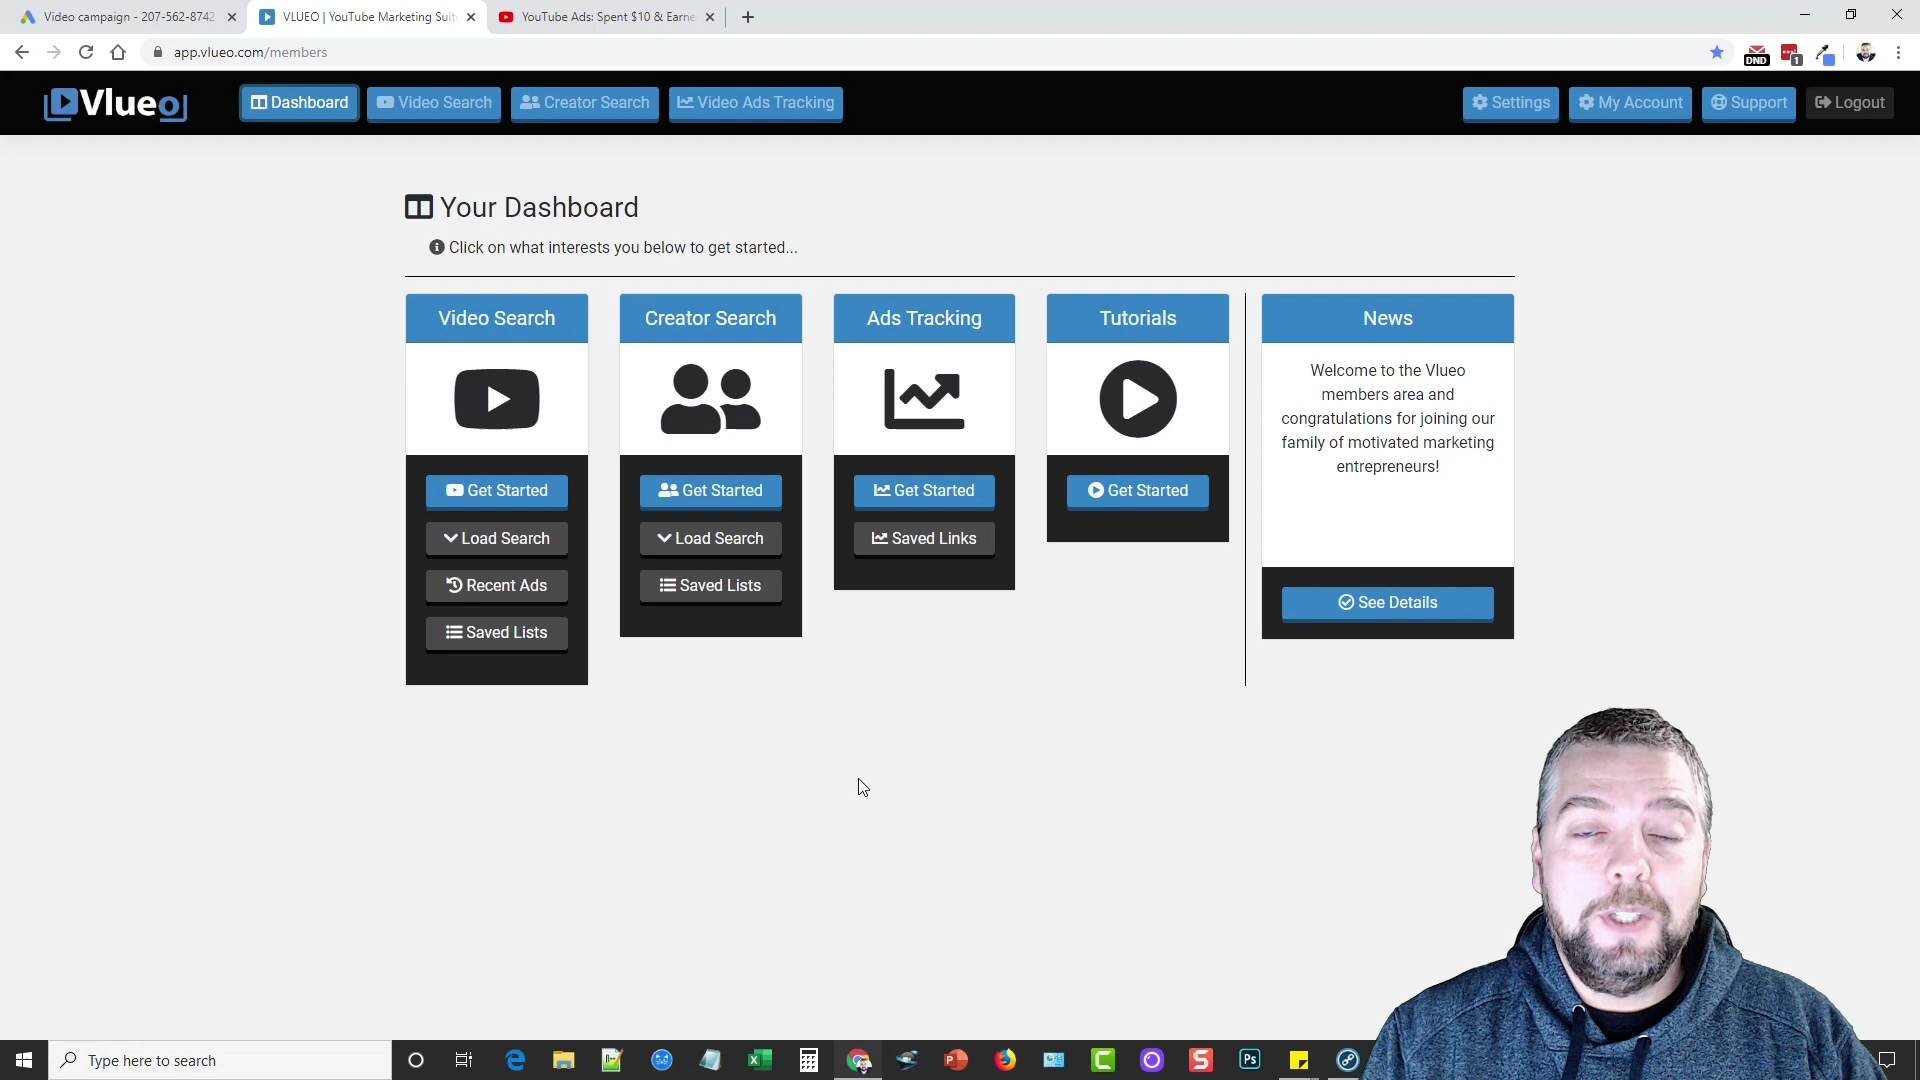 Video campaign - 207-562-8742
VLUEO | YouTube Marketing Suit
YouTube Ads: Spent $10 & Earne
app.vlueo.com/members
DND
1
Vlueo
Dashboard
Video Search
Creator Search
Video Ads Tracking
Settings
My Account
Support
Logout
Your Dashboard
Click on what interests you below to get started...
Video Search
Get Started
Load Search
Recent Ads
Saved Lists
Creator Search
Get Started
Load Search
Saved Lists
Ads Tracking
Get Started
Saved Links
Tutorials
Get Started
News
Welcome to the Vlueo
members area and
congratulations for joining our
family of motivated marketing
entrepreneurs!
See Details
Type here to search
Ps